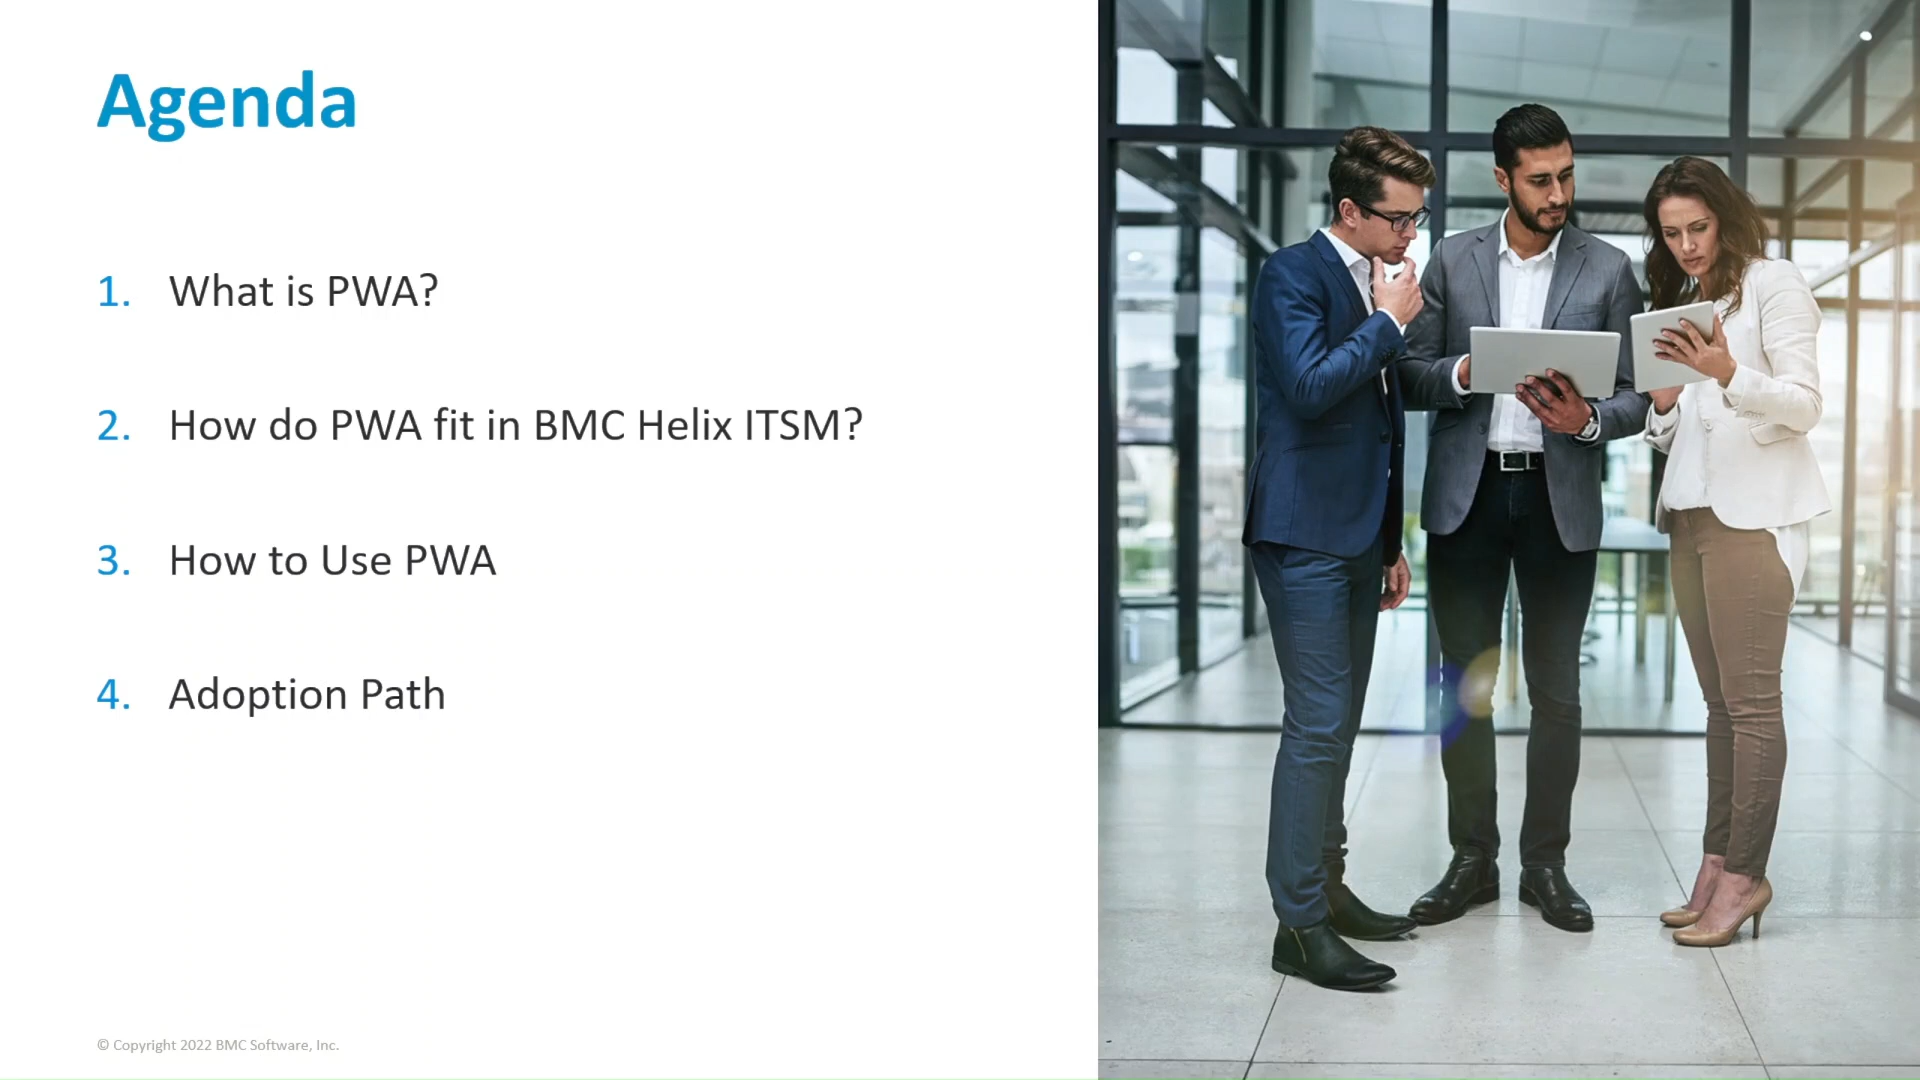 Agenda
1. What is PWA?
2. How do PWA fit in BMC Helix ITSM?
3. How to Use PWA
4. Adoption Path
© Copyright 2022 BMC Software, Inc.